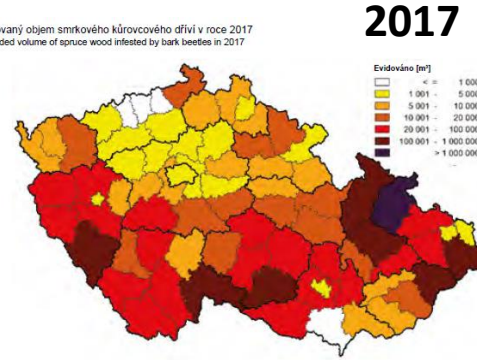 2017
ovaný objem smrkového kůrovcového dříví v roce 2017
ded volume of spruce wood infested by bark beetles in 2017
Evidováno [m³]
< = 1 000
1 001 - 5 000
5 001 - 10 000
10 001 - 20 000
20 001 - 100 000
100 001 - 1 000 000
> 1 000 000